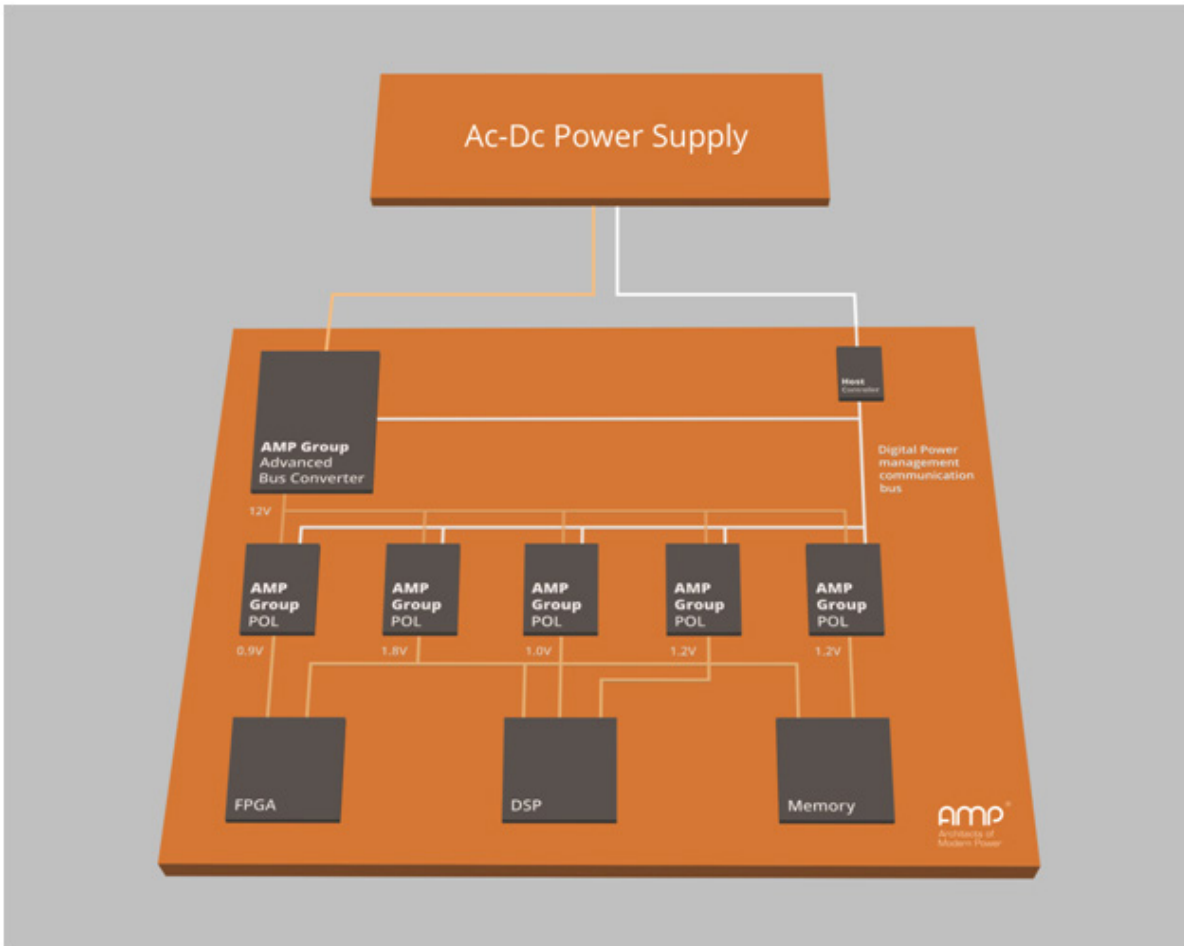 Ac-Dc Power Supply
Host
Controller
AMP Group
Advanced
Bus Converter
Digital Power
management
communication
bus
12V
AMP
Group
POL
AMP
Group
POL
AMP
Group
POL
AMP
Group
POL
AMP
Group
POL
0.9V
1.8V
1.0V
1.2V
1.2V
FPGA
DSP
Memory
AMP®
Architects of
Modern Power